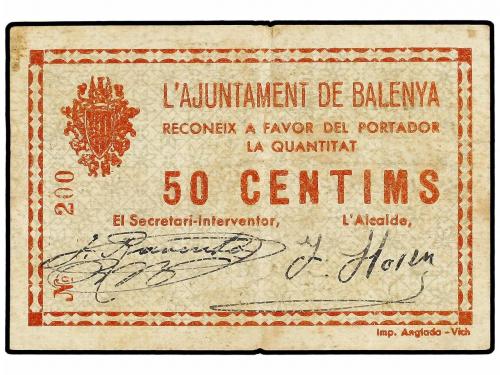 L'AJUNTAMENT DE BALENYA
RECONEIX A FAVOR DEL PORTADOR
LA QUANTITAT
50 CENTIMS
El Secretari-Interventor,
L'Alcalde,
Nº 200
Imp. Anglada - Vich